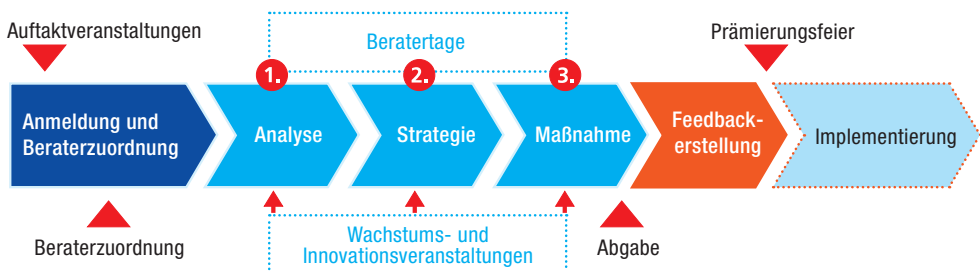 Auftaktveranstaltungen
Beratertage
Prämierungsfeier
1.
2.
3.
Anmeldung und
Beraterzuordnung
Analyse
Strategie
Maßnahme
Feedback-
erstellung
Implementierung
Beraterzuordnung
Wachstums- und
Innovationsveranstaltungen
Abgabe